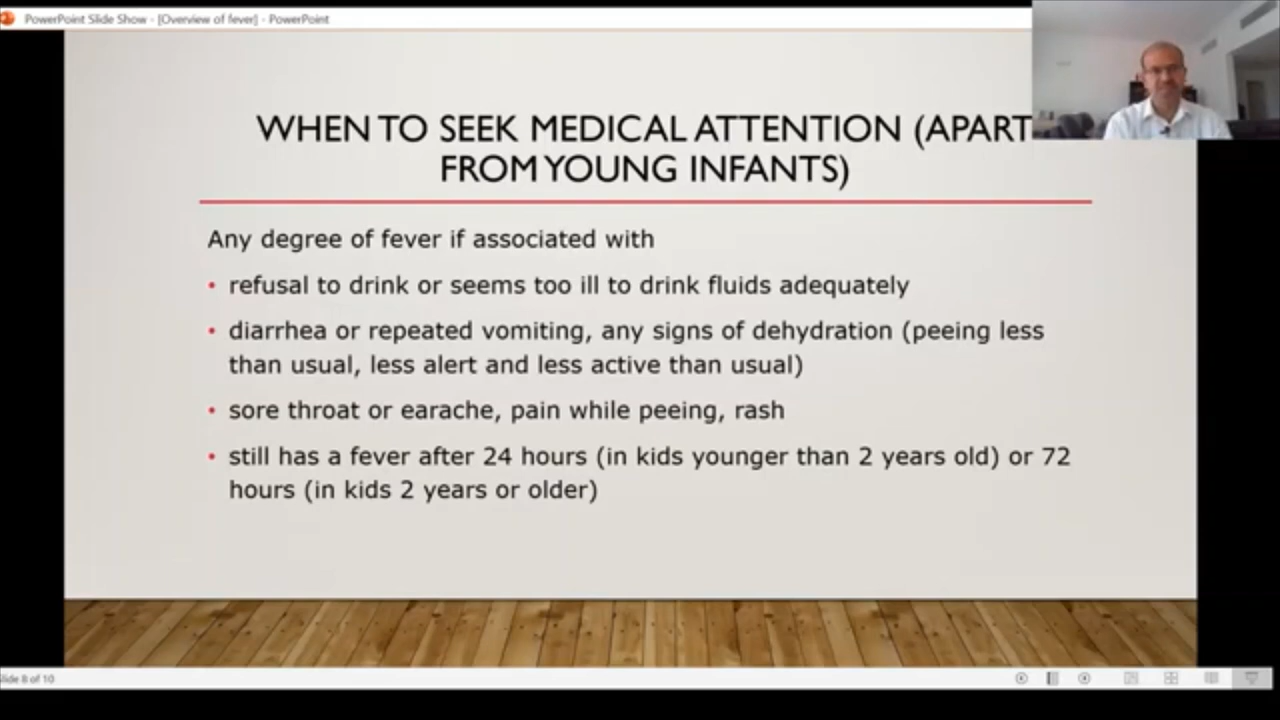 PowerPoint Slide Show - [Overview of fever] - PowerPoint
WHEN TO SEEK MEDICAL ATTENTION (APART
FROM YOUNG INFANTS)
Any degree of fever if associated with
• refusal to drink or seems too ill to drink fluids adequately
• diarrhea or repeated vomiting, any signs of dehydration (peeing less
than usual, less alert and less active than usual)
• sore throat or earache, pain while peeing, rash
• still has a fever after 24 hours (in kids younger than 2 years old) or 72
hours (in kids 2 years or older)
Slide 8 of 10